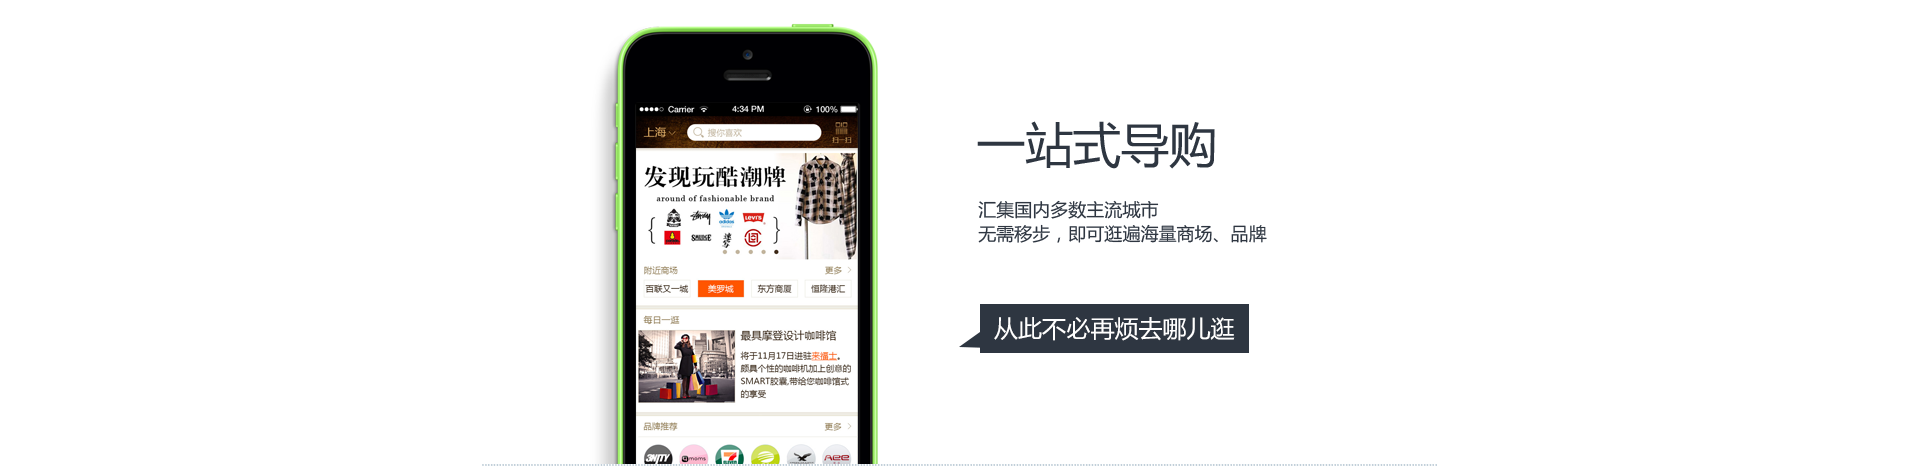 Carrier
4:34 PM
100%
上海
搜你喜欢
扫一扫
发现玩酷潮牌
around of fashionable brand
stussy
adidas
LEVI'S
附近商场
更多
百联又一城
美罗城
东方商厦
恒隆港汇
每日一逛
最具摩登设计咖啡馆
将于11月17日进驻来福士。
颇具个性的咖啡机加上创意的
SMART胶囊,带给您咖啡馆式
的享受
品牌推荐
更多
3NITY
moms
一站式导购
汇集国内多数主流城市
无需移步，即可逛遍海量商场、品牌
从此不必再烦去哪儿逛